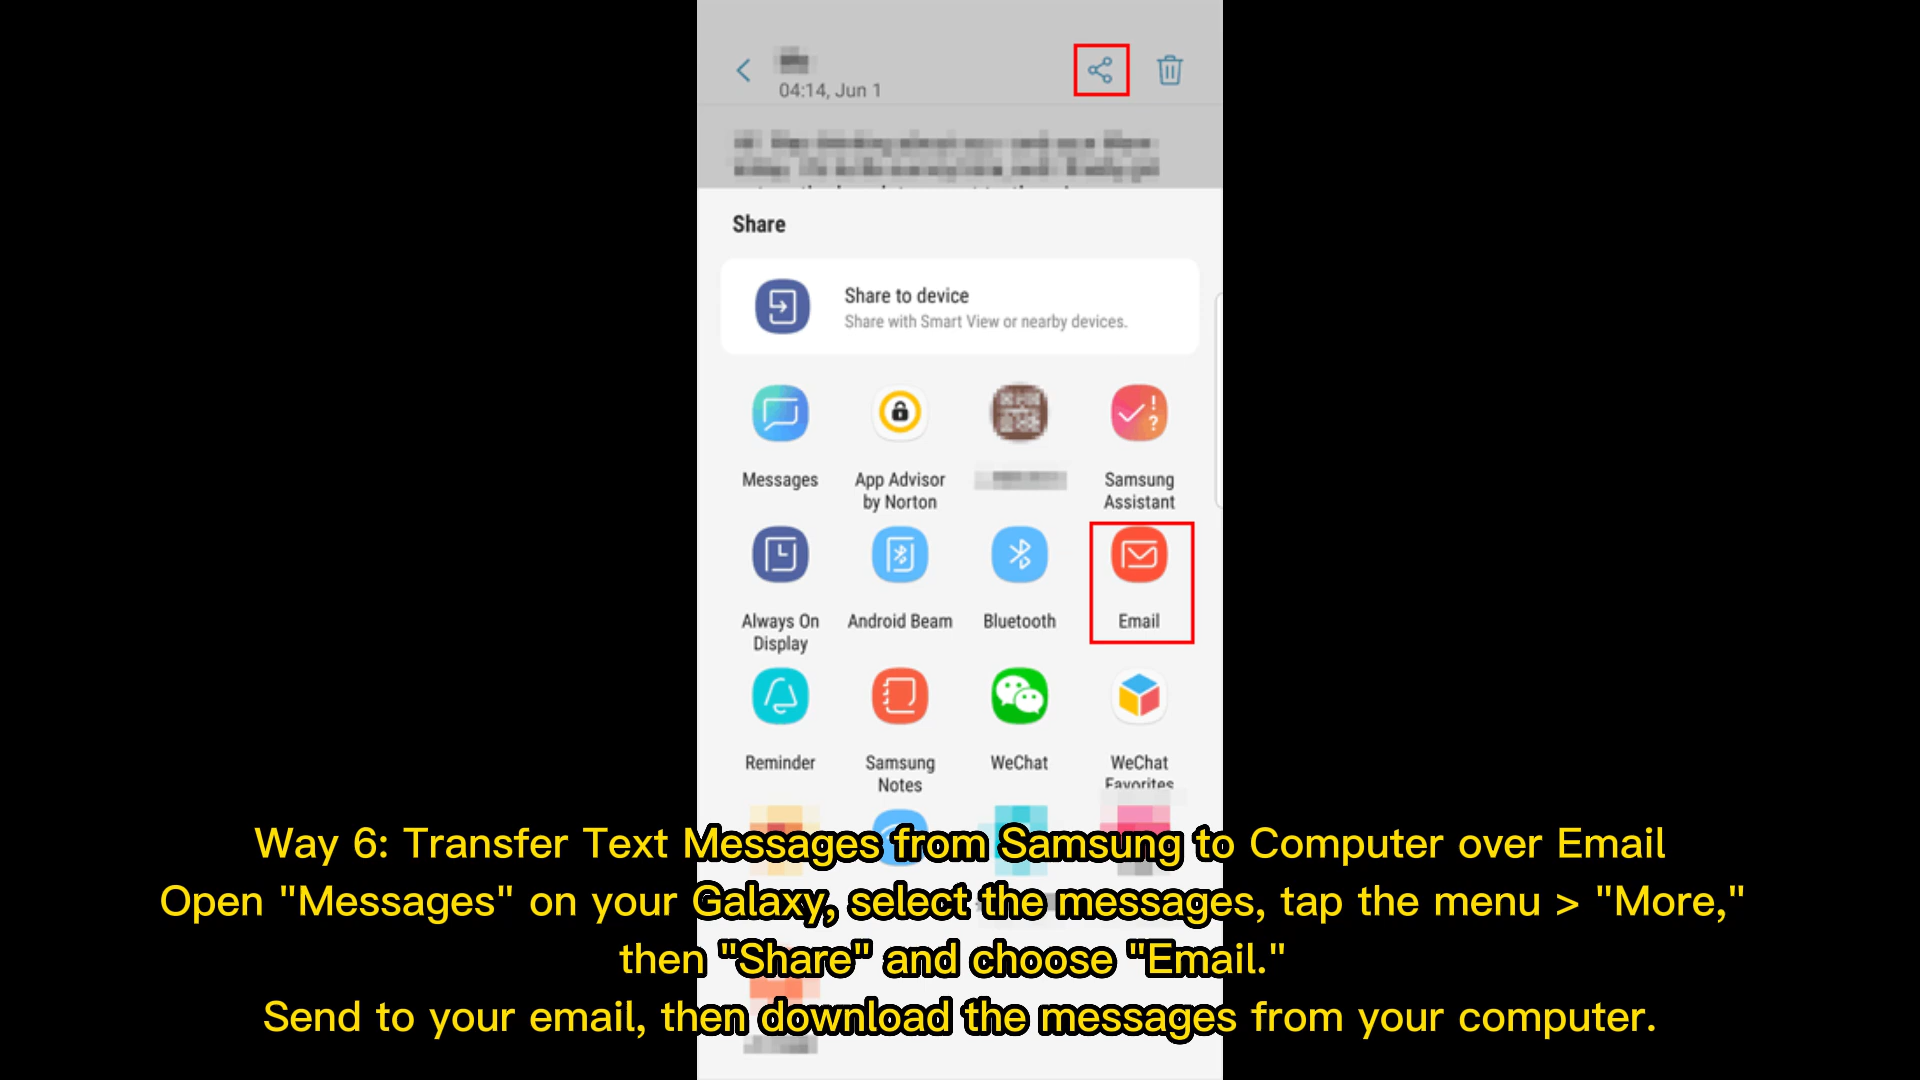 04:14, Jun 1
Share
Share to device
Share with Smart View or nearby devices.
Messages
App Advisor
by Norton
Samsung
Assistant
Always On
Display
Android Beam
Bluetooth
Email
Reminder
Samsung
Notes
WeChat
WeChat
Favorites
Way 6: Transfer Text Messages from Samsung to Computer over Email
Open "Messages" on your Galaxy, select the messages, tap the menu > "More,"
then "Share" and choose "Email."
Send to your email, then download the messages from your computer.